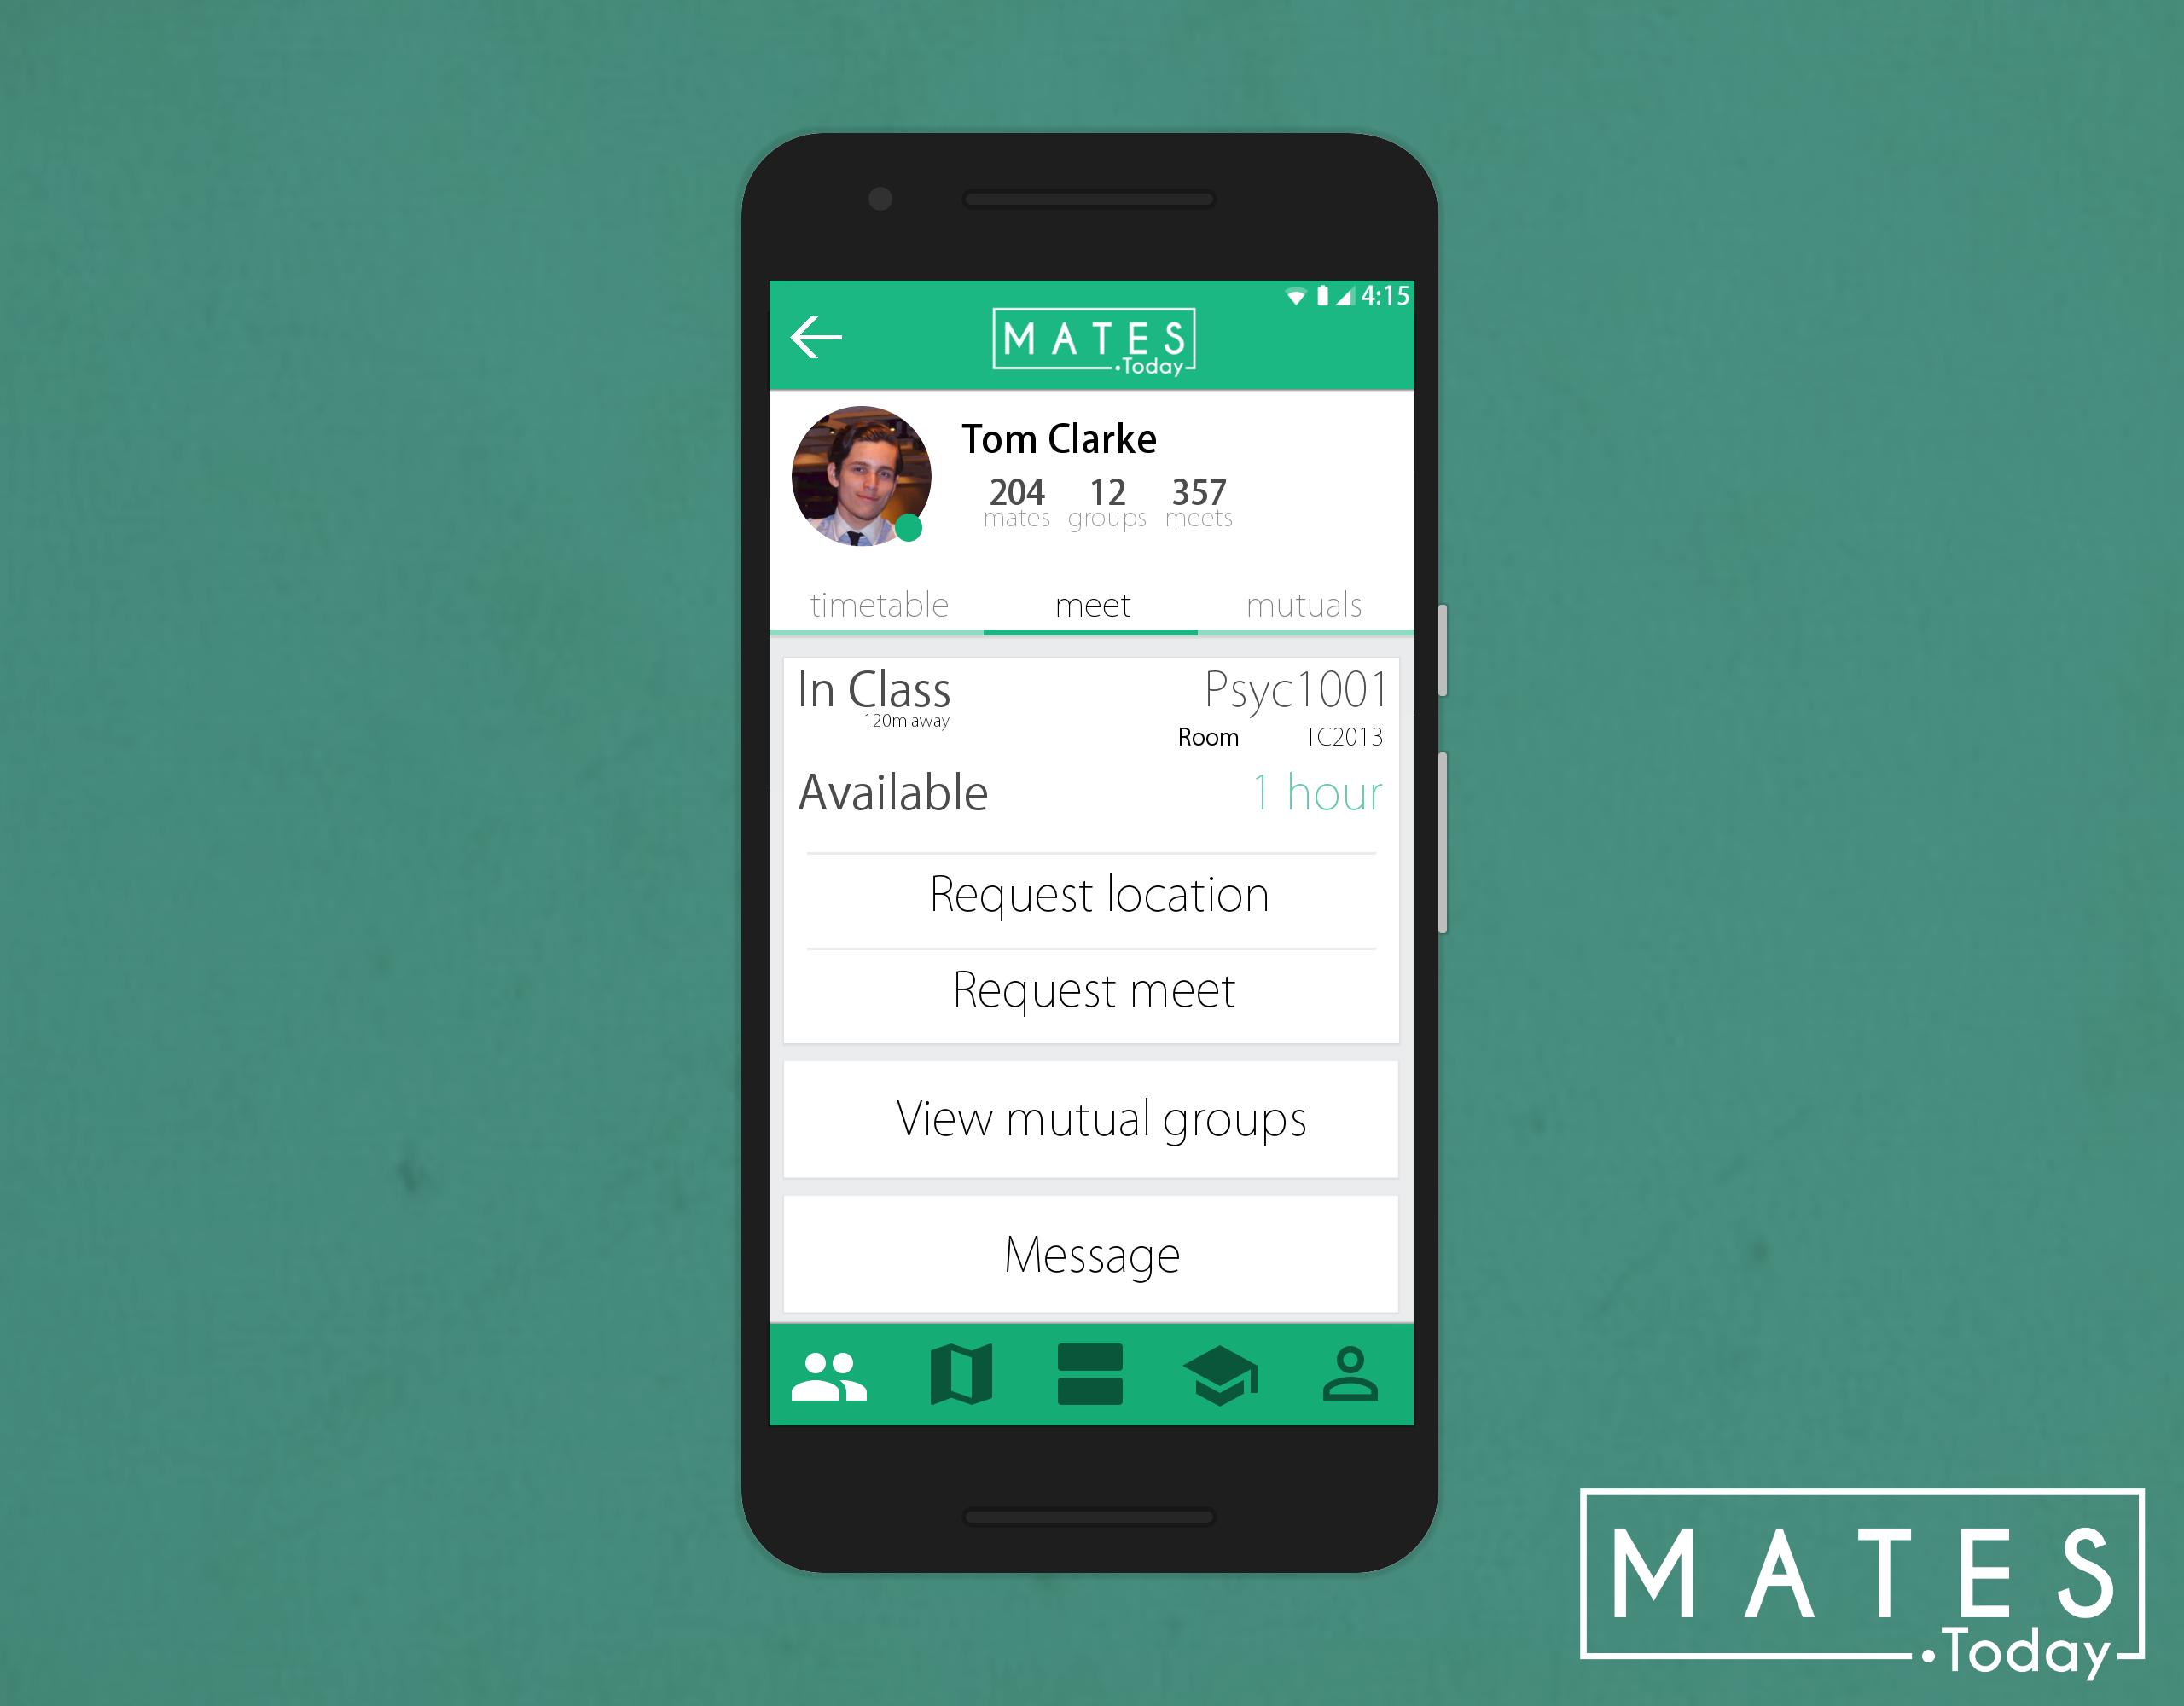 4:15
MATES
.Today
Tom Clarke
204 12 357
mates groups meets
timetable meet mutuals
In Class Psyc1001
120m away
Room TC2013
Available 1 hour
Request location
Request meet
View mutual groups
Message
MATES
.Today